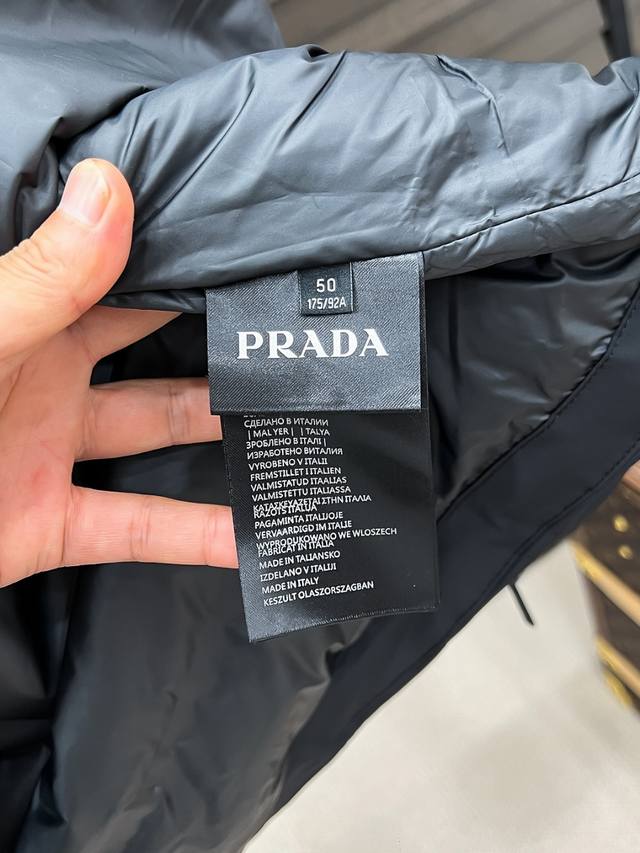 50
175/92A
PRADA
СДЕЛАНО В ИТАЛИИ
| MAL YER | | TALYA
ЗРОБЛЕНО В ІТАЛІ |
ИЗРАБОТЕНО ВИТАЛИЯ
VYROBENO V ITALII
FREMSTILLET I ITALIEN
VALMISTATUD ITAALIAS
VALMISTETTU ITALIASSA
ΚΑΤΑΣΚΕΥΑΖΕΤΑΙ ΣΤΗΝ ΙΤΑΛΙΑ
RAZOTS ITALIJA
PAGAMINTA ITALIJOJE
VERVAARDIGD IM ITALIE
WYPRODUKOWANO WE WLOSZECH
FABRICAT IN ITALIA
MADE IN TALIANSKO
IZDELANO V ITALIJI
MADE IN ITALY
KESZULT OLASZORSZAGBAN